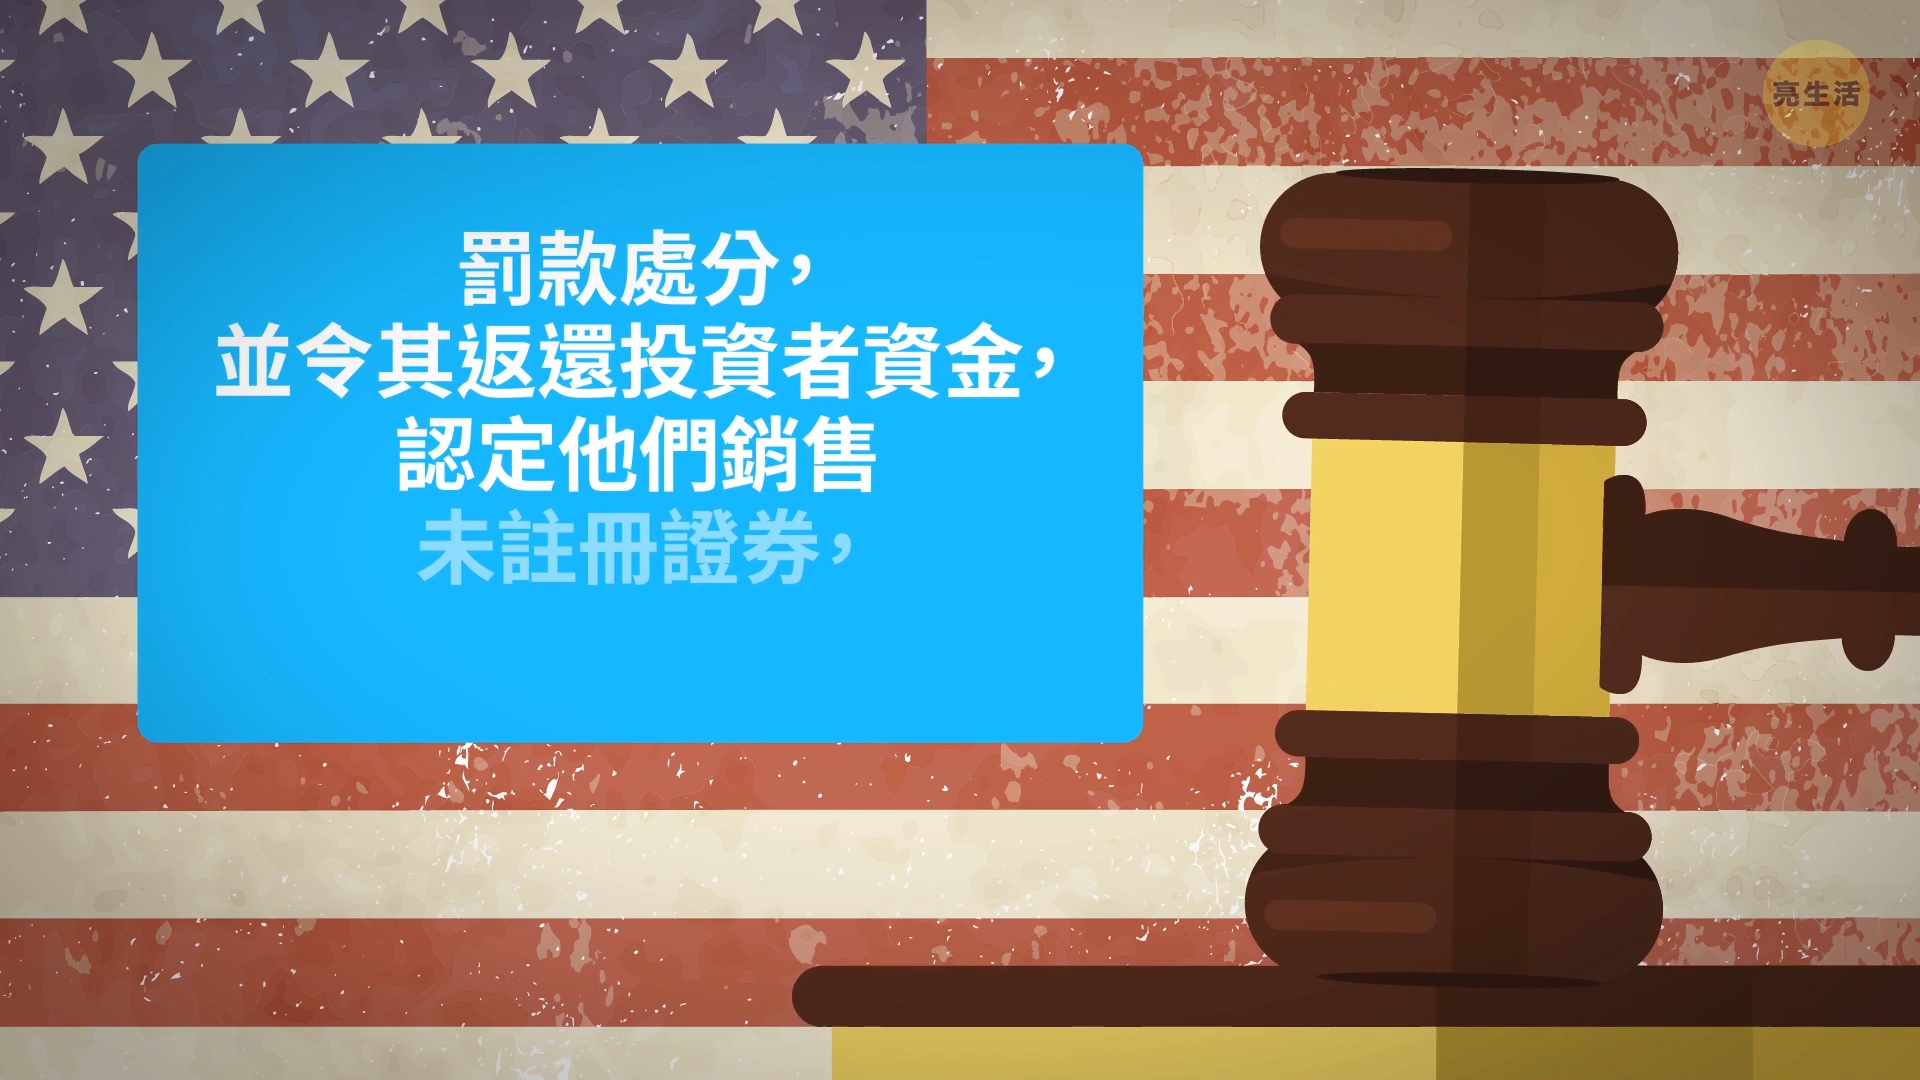 亮生活
罰款處分，
並令其返還投資者資金，
認定他們銷售
未註冊證券，